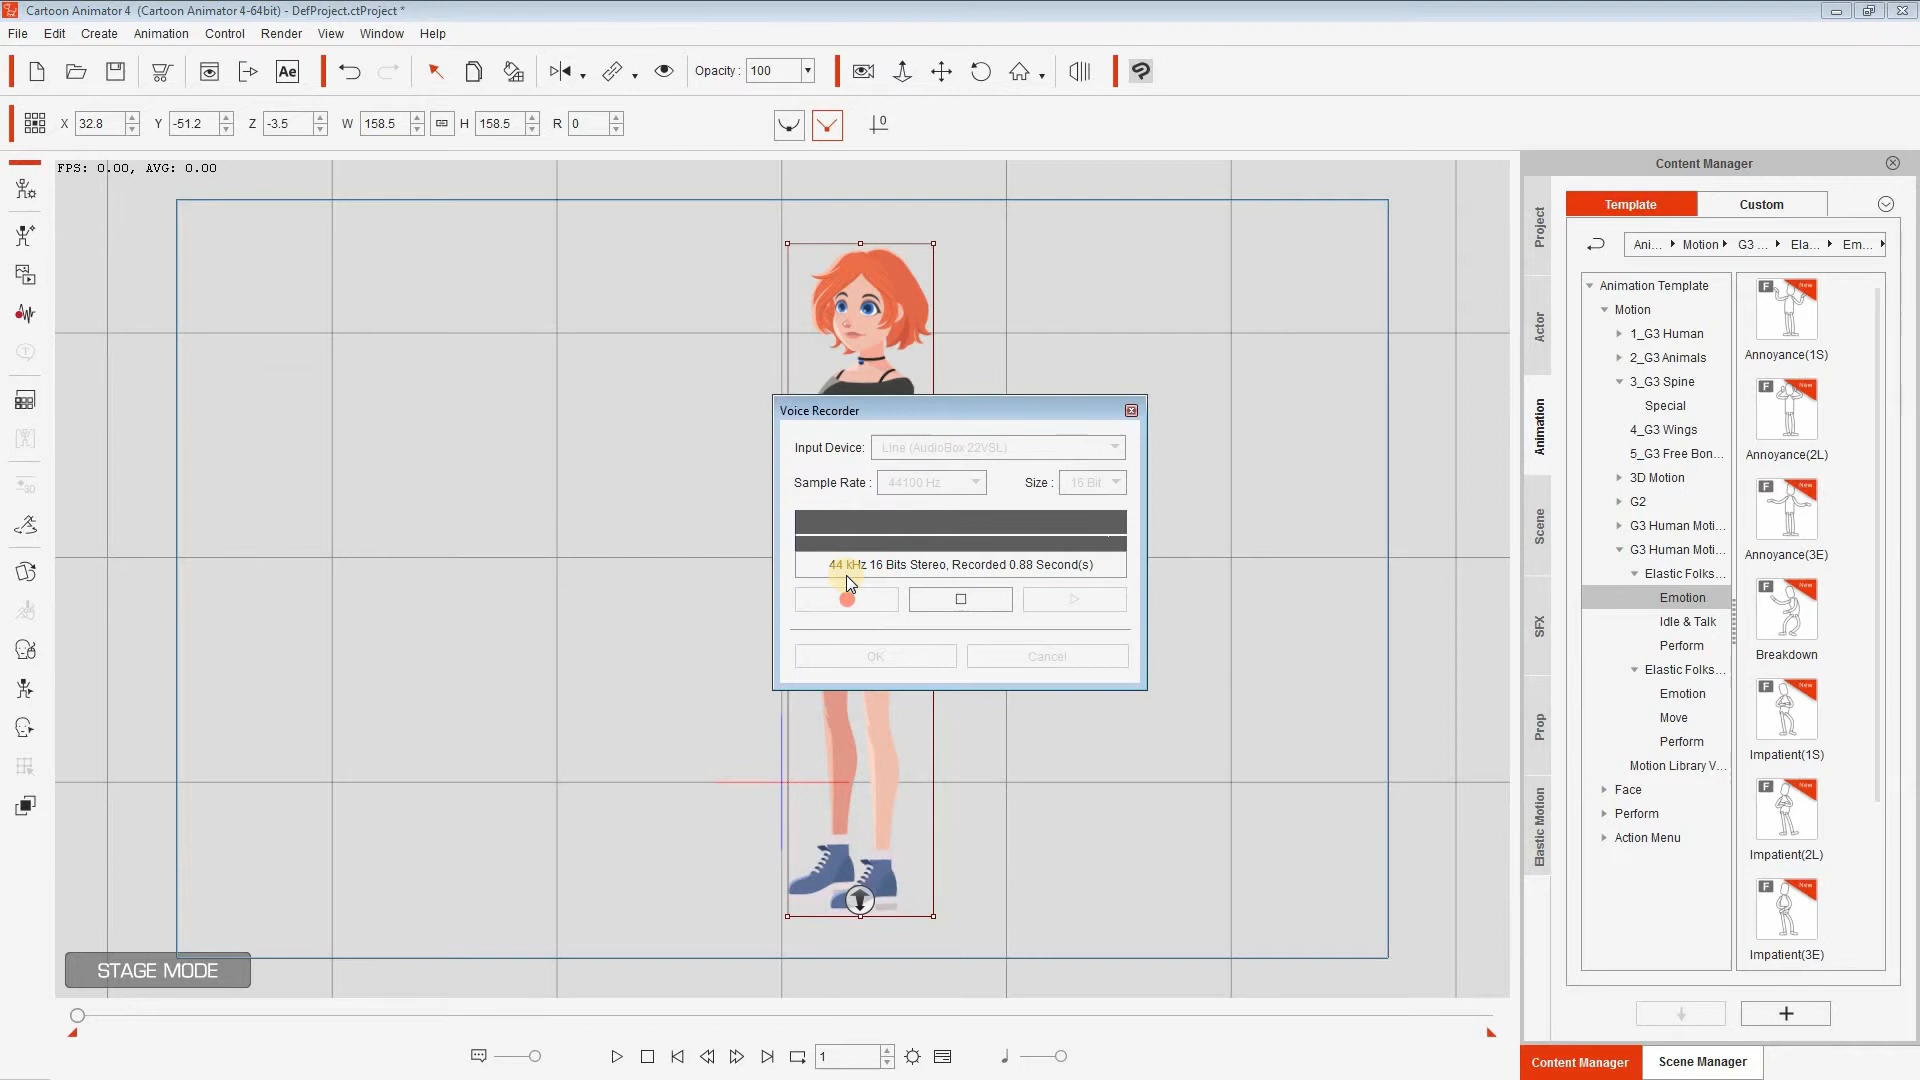 Cartoon Animator 4 (Cartoon Animator 4-64bit) - DefProject.ctProject *
File Edit Create Animation Control Render View Window Help
Ae Opacity : 100
X 32.8 Y -51.2 Z -3.5 W 158.5 H 158.5 R 0
FPS: 0.00, AVG: 0.00
Content Manager
Template Custom
Ani... Motion G3 ... Ela... Em...
Project
Actor
Animation
Scene
SFX
Prop
Elastic Motion
Animation Template
Motion
1_G3 Human
2_G3 Animals
3_G3 Spine
Special
4_G3 Wings
5_G3 Free Bon...
3D Motion
G2
G3 Human Moti...
G3 Human Moti...
Elastic Folks...
Emotion
Idle & Talk
Perform
Elastic Folks...
Emotion
Move
Perform
Motion Library V...
Face
Perform
Action Menu
Annoyance(1S)
Annoyance(2L)
Annoyance(3E)
Breakdown
Impatient(1S)
Impatient(2L)
Impatient(3E)
Voice Recorder
Input Device: Line (AudioBox 22VSL)
Sample Rate : 44100 Hz Size : 16 Bit
44 kHz 16 Bits Stereo, Recorded 0.88 Second(s)
OK Cancel
STAGE MODE
1
Content Manager Scene Manager